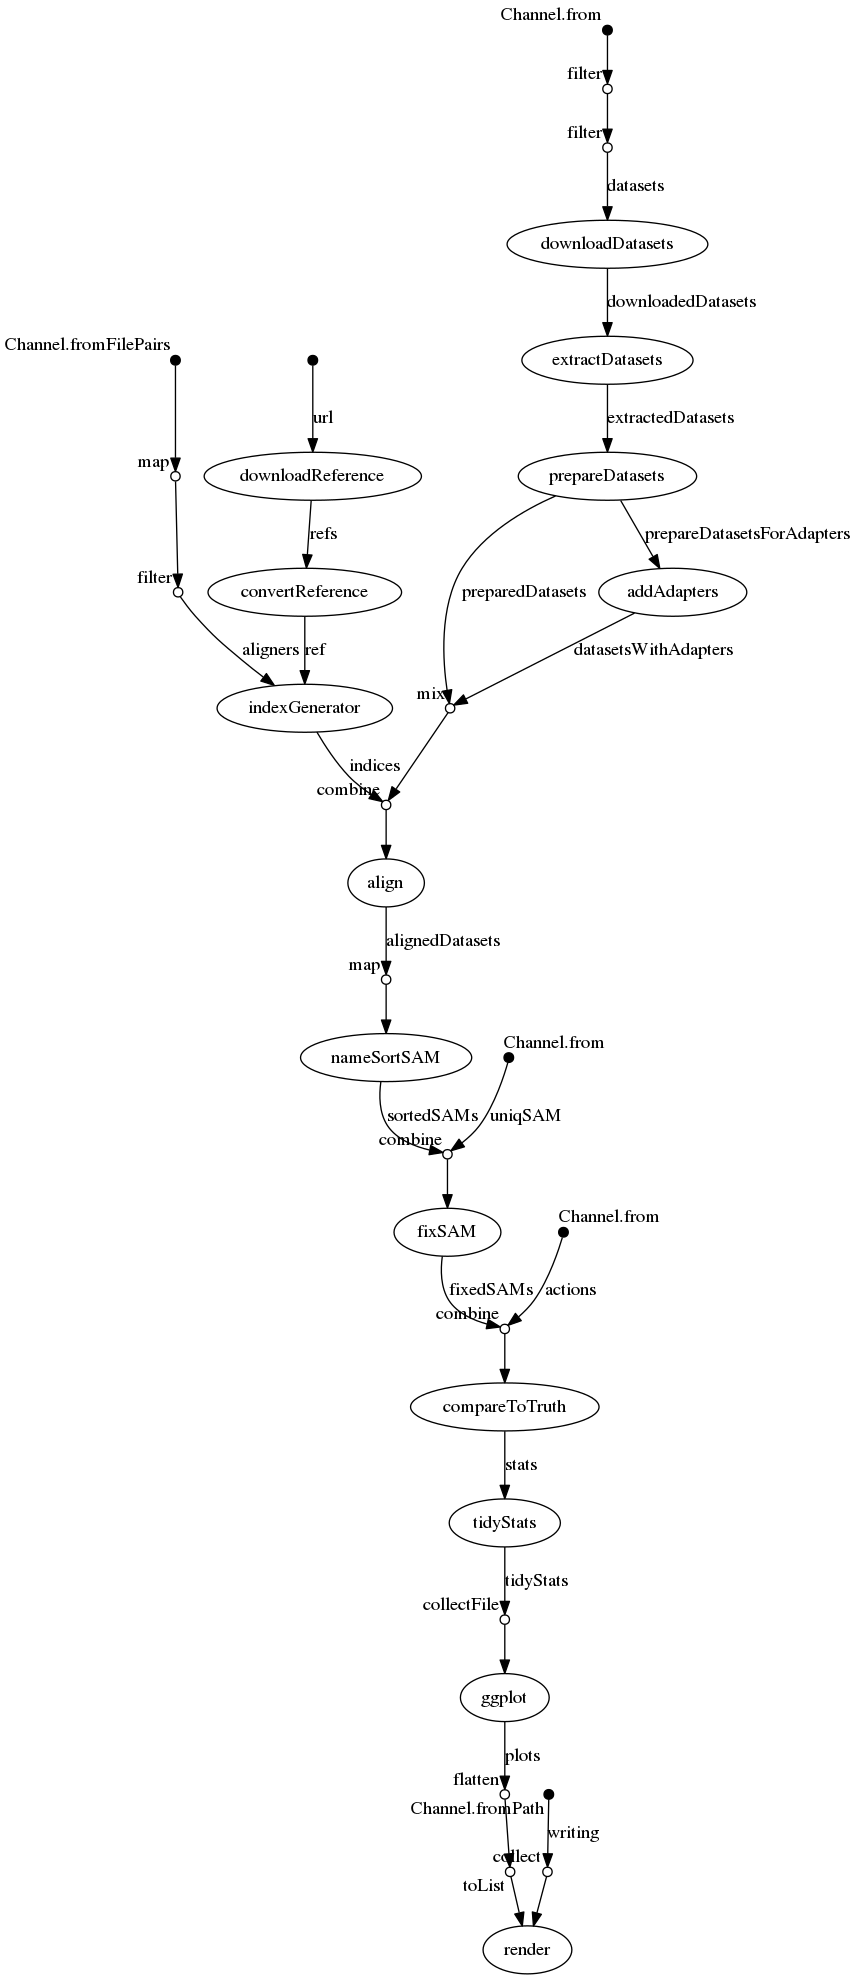 Channel.from
filter
filter
datasets
downloadDatasets
downloadedDatasets
Channel.fromFilePairs
extractDatasets
url
extractedDatasets
map
downloadReference
prepareDatasets
refs
prepareDatasetsForAdapters
filter
convertReference
preparedDatasets
addAdapters
aligners
ref
datasetsWithAdapters
mix
indexGenerator
indices
combine
align
alignedDatasets
map
Channel.from
nameSortSAM
sortedSAMs
uniqSAM
combine
Channel.from
fixSAM
fixedSAMs
actions
combine
compareToTruth
stats
tidyStats
tidyStats
collectFile
ggplot
plots
flatten
Channel.fromPath
writing
collect
toList
render